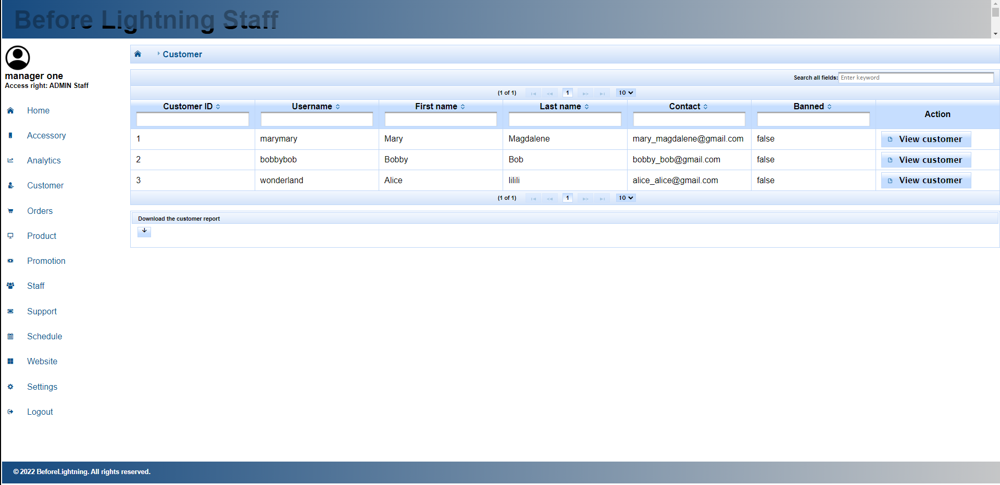 Before Lightning Staff
manager one
Access right: ADMIN Staff
Home
Accessory
Analytics
Customer
Orders
Product
Promotion
Staff
Support
Schedule
Website
Settings
Logout
Customer
Search all fields: Enter keyword
(1 of 1) 1 10
Customer ID Username First name Last name Contact Banned Action
1 marymary Mary Magdalene mary_magdalene@gmail.com false View customer
2 bobbybob Bobby Bob bobby_bob@gmail.com false View customer
3 wonderland Alice lilili alice_alice@gmail.com false View customer
(1 of 1) 1 10
Download the customer report
© 2022 BeforeLightning. All rights reserved.